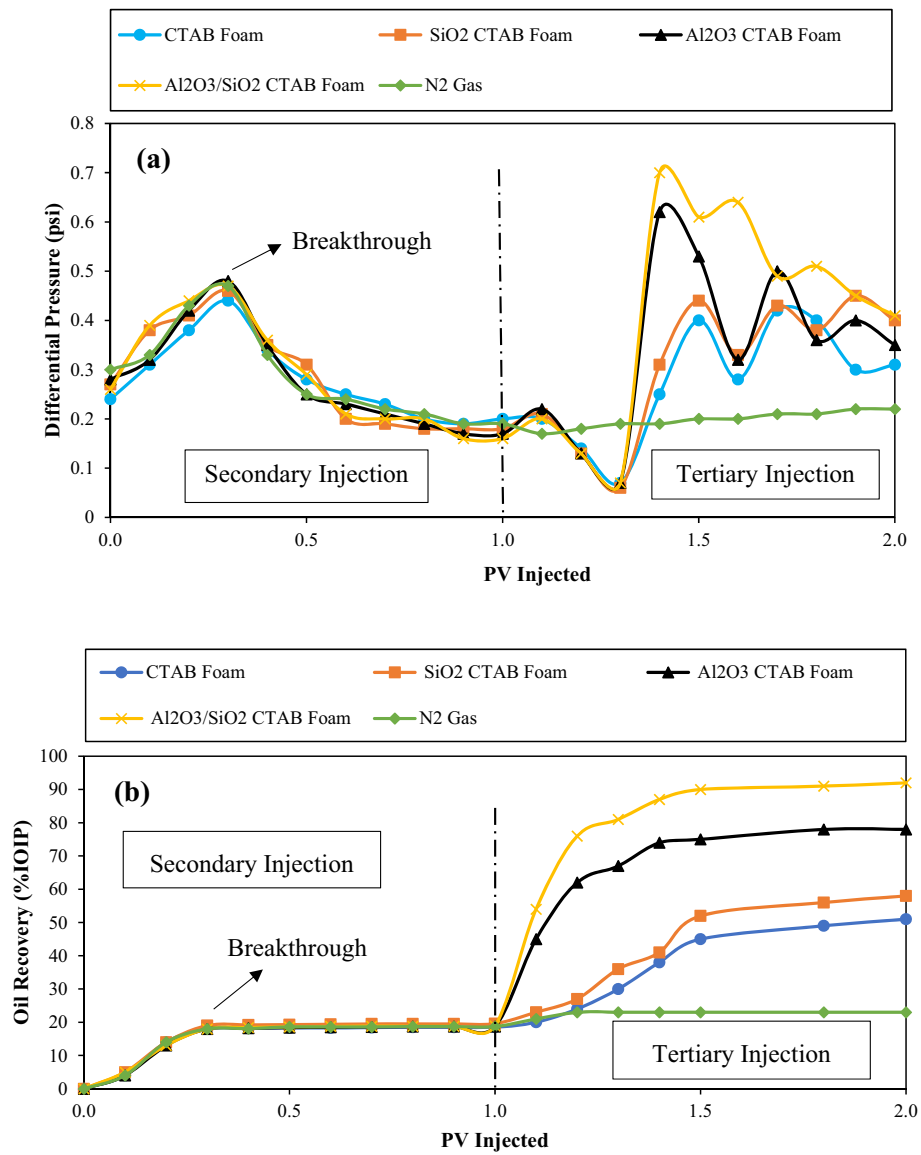 CTAB Foam
SiO2 CTAB Foam
Al2O3 CTAB Foam
Al2O3/SiO2 CTAB Foam
N2 Gas
0.8
0.7
0.6
0.5
0.4
0.3
0.2
0.1
0
Differential Pressure (psi)
(a)
Breakthrough
Secondary Injection
Tertiary Injection
0.0
0.5
1.0
1.5
2.0
PV Injected
CTAB Foam
SiO2 CTAB Foam
Al2O3 CTAB Foam
Al2O3/SiO2 CTAB Foam
N2 Gas
100
90
80
70
60
50
40
30
20
10
0
Oil Recovery (%IOIP)
(b)
Secondary Injection
Breakthrough
Tertiary Injection
0.0
0.5
1.0
1.5
2.0
PV Injected